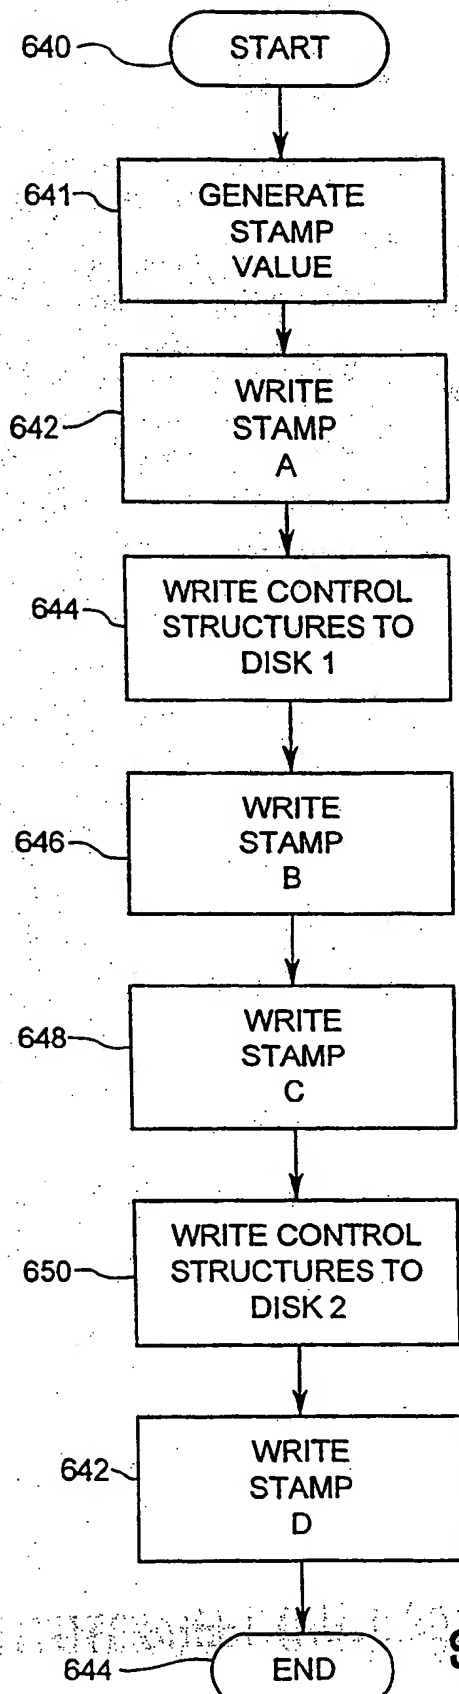 640
START
641
GENERATE
STAMP
VALUE
642
WRITE
STAMP
A
644
WRITE CONTROL
STRUCTURES TO
DISK 1
646
WRITE
STAMP
B
648
WRITE
STAMP
C
650
WRITE CONTROL
STRUCTURES TO
DISK 2
642
WRITE
STAMP
D
644
END